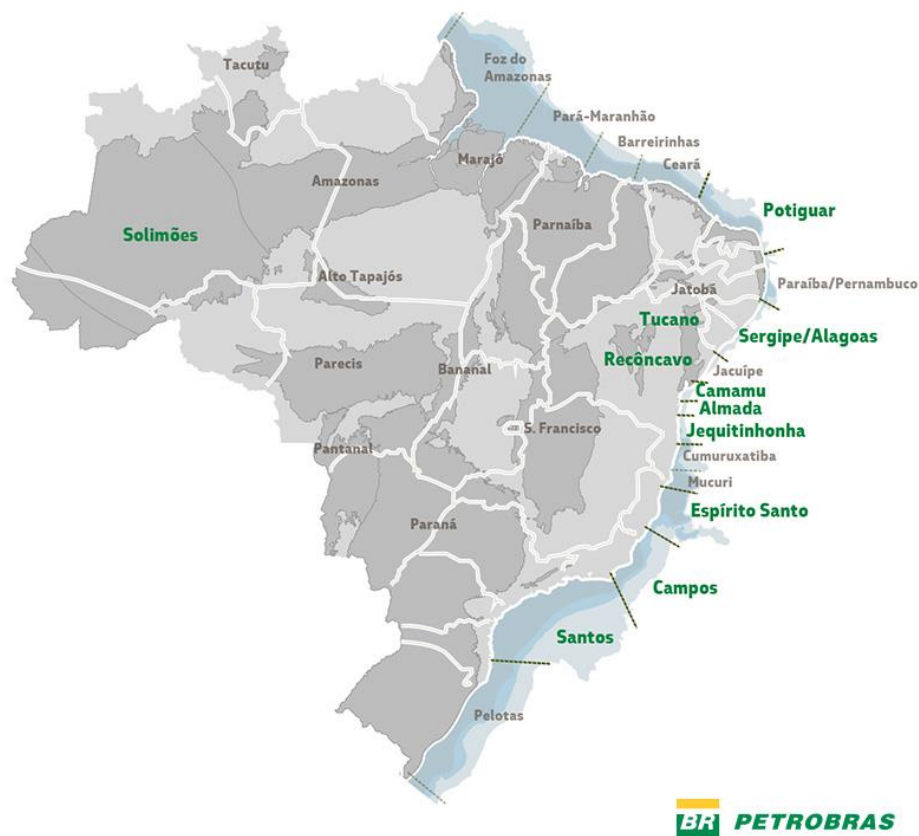 Tacutu
Foz do
Amazonas
Pará-Maranhão
Barreirinhas
Ceará
Marajó
Amazonas
Potiguar
Solimões
Parnaíba
Alto Tapajós
Jatobá
Paraíba/Pernambuco
Tucano
Sergipe/Alagoas
Parecis
Bananal
Recôncavo
Jacuípe
Camamu
Almada
S. Francisco
Jequitinhonha
Pantanal
Cumuruxatiba
Mucuri
Espírito Santo
Paraná
Campos
Santos
Pelotas
BR PETROBRAS